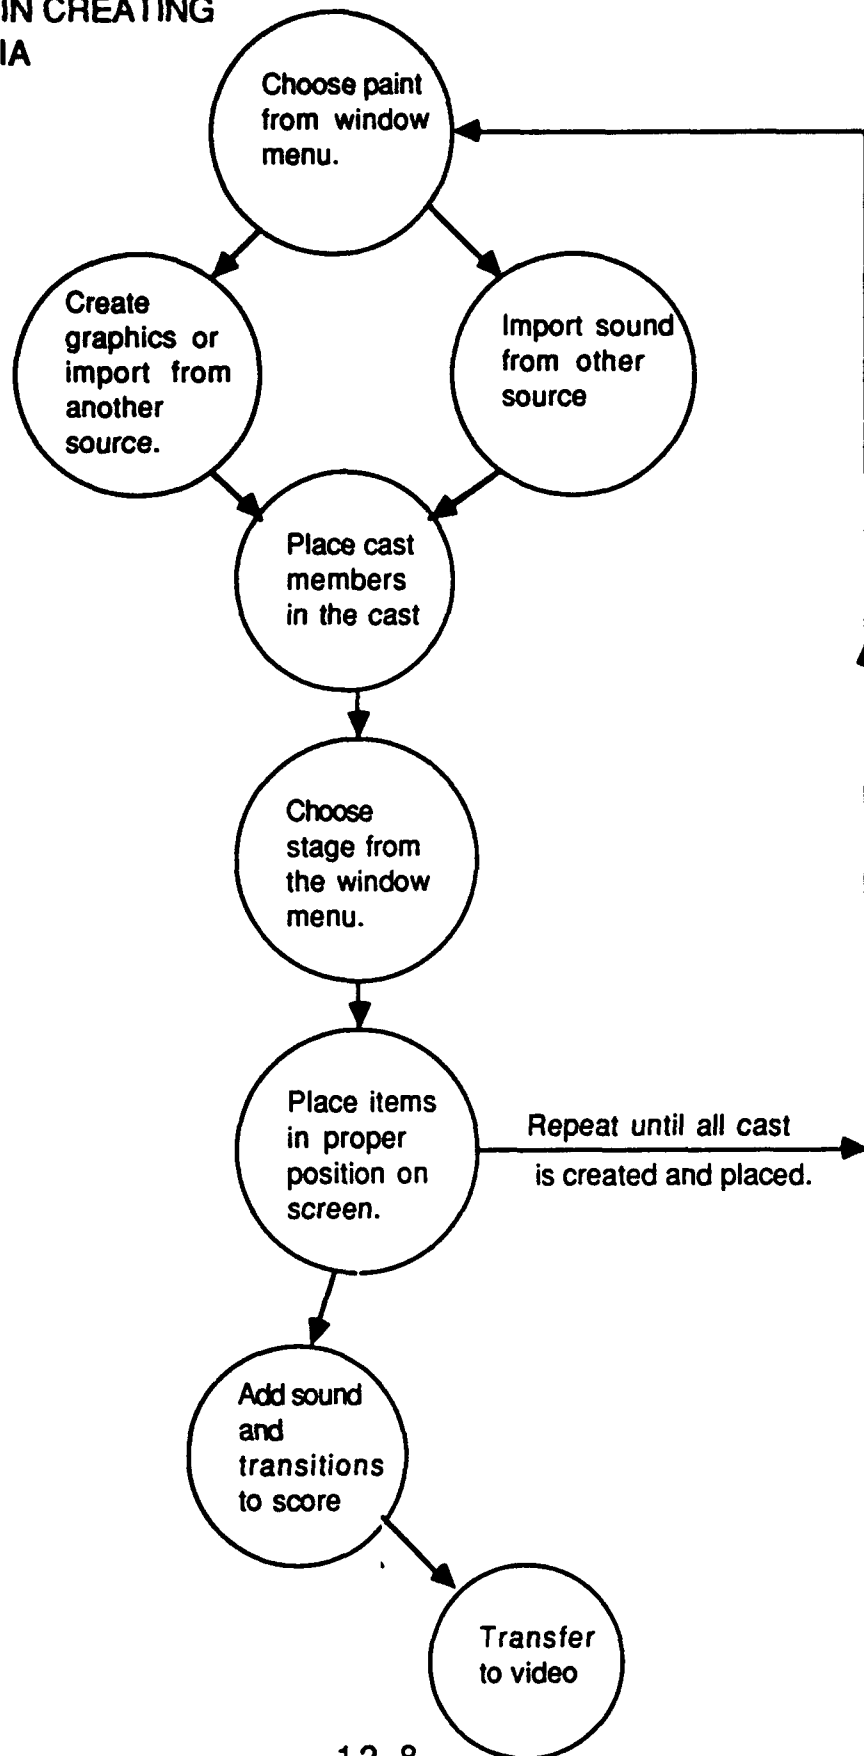 IN CREATING
IA
Choose paint
from window
menu.
Create
graphics or
import from
another
source.
Import sound
from other
source
Place cast
members
in the cast
Choose
stage from
the window
menu.
Place items
in proper
position on
screen.
Repeat until all cast
is created and placed.
Add sound
and
transitions
to score
Transfer
to video
12-8